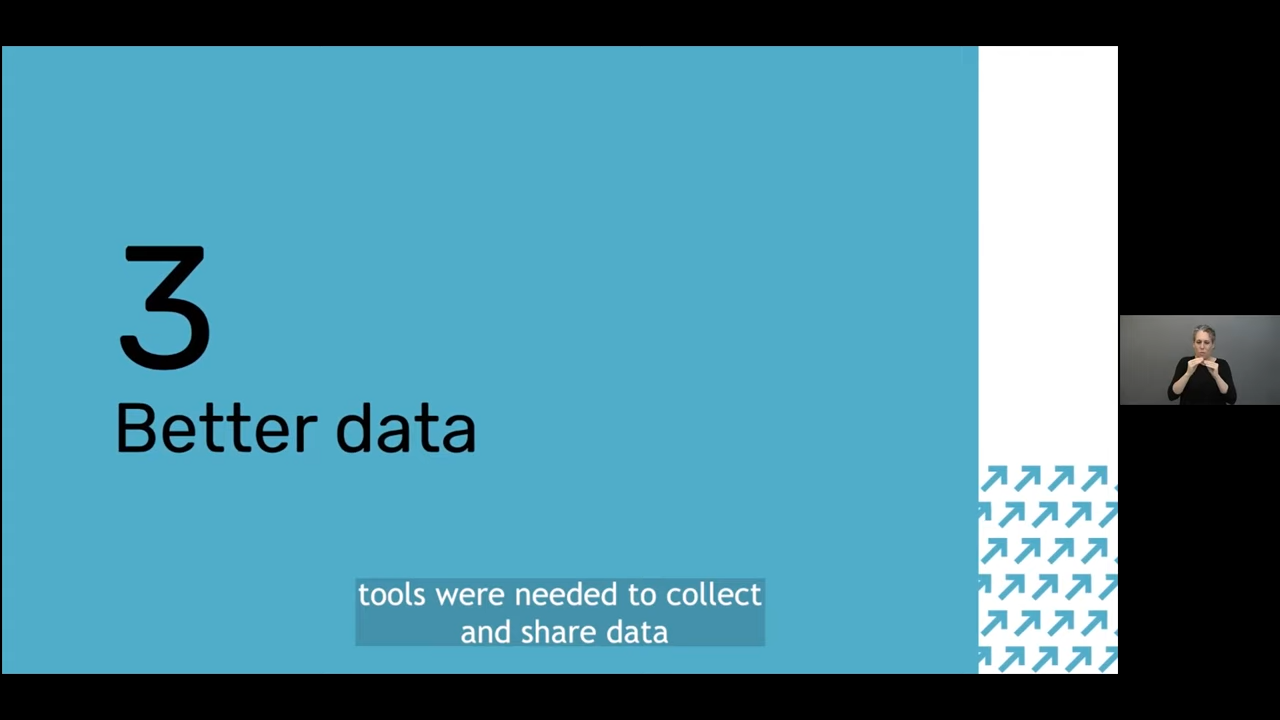 3
Better data
tools were needed to collect
and share data